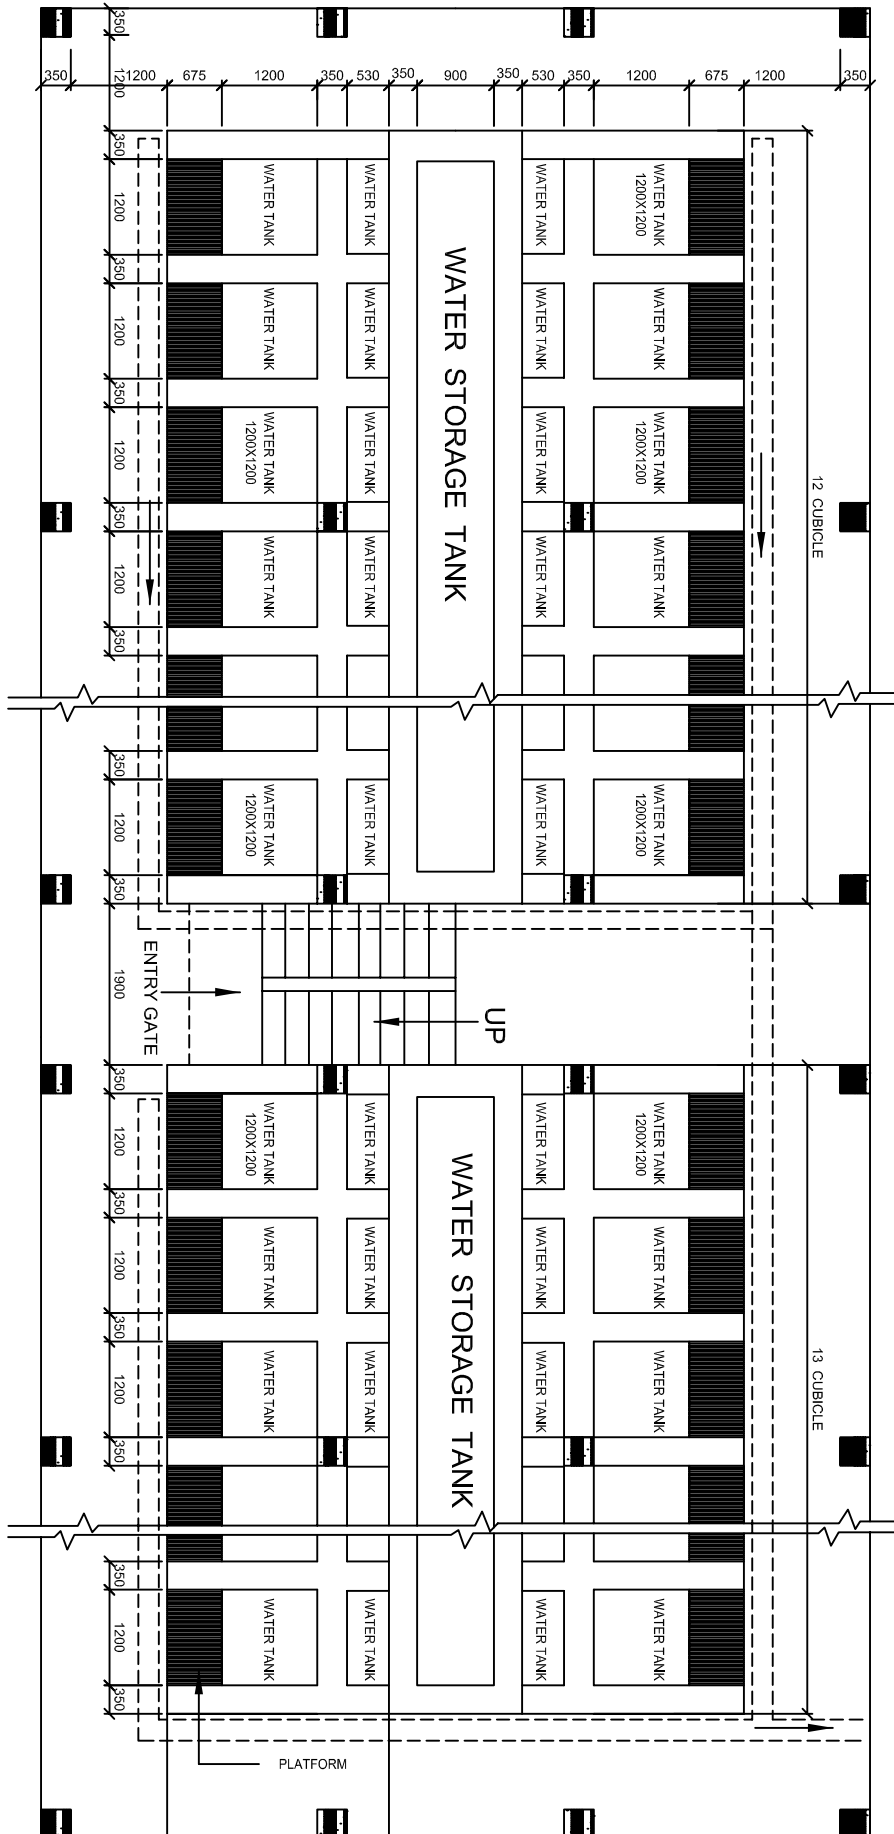 350
350 1200 675 1200 350 530 350 900 350 530 350 1200 675 1200 350
1200
350
1200
WATER TANK
WATER TANK
WATER TANK
WATER TANK
1200X1200
350
1200
WATER TANK
WATER TANK
WATER STORAGE TANK
WATER TANK
WATER TANK
350
1200
WATER TANK
1200X1200
WATER TANK
WATER TANK
WATER TANK
1200X1200
12 CUBICLE
350
1200
WATER TANK
WATER TANK
WATER TANK
WATER TANK
350
350
1200
WATER TANK
1200X1200
WATER TANK
WATER TANK
WATER TANK
1200X1200
350
1900
ENTRY GATE
UP
350
1200
WATER TANK
1200X1200
WATER TANK
WATER TANK
WATER TANK
1200X1200
350
1200
WATER TANK
WATER TANK
WATER STORAGE TANK
WATER TANK
WATER TANK
350
1200
WATER TANK
WATER TANK
WATER TANK
WATER TANK
13 CUBICLE
350
350
1200
WATER TANK
WATER TANK
WATER TANK
WATER TANK
350
PLATFORM